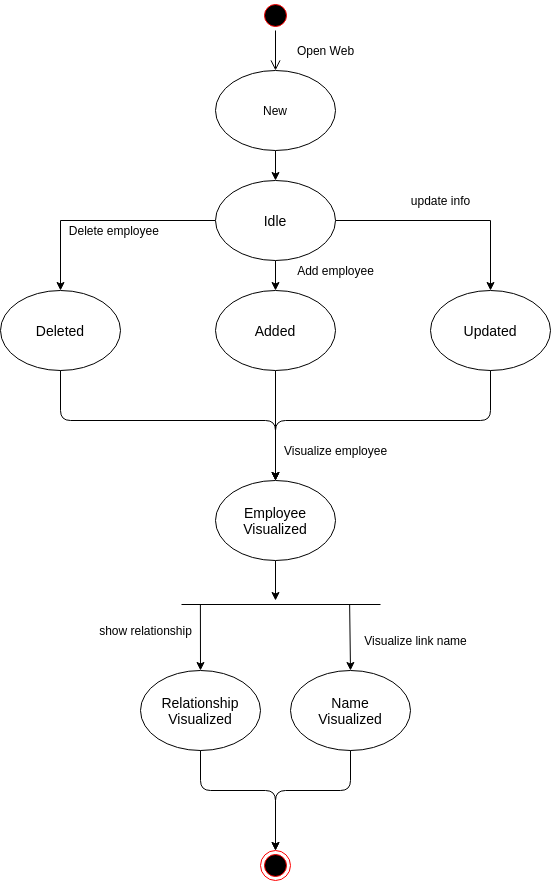 Open Web
New
update info
Idle
Delete employee
Add employee
Deleted
Added
Updated
Visualize employee
Employee
Visualized
show relationship
Visualize link name
Relationship
Visualized
Name
Visualized